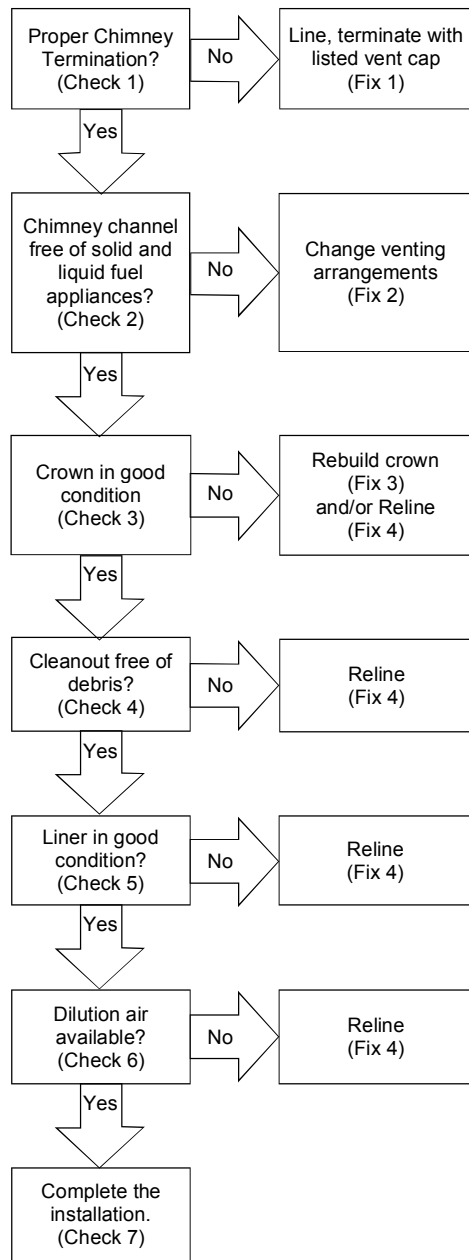 Proper Chimney
Termination?
(Check 1)
No
Line, terminate with
listed vent cap
(Fix 1)
Yes
Chimney channel
free of solid and
liquid fuel
appliances?
(Check 2)
No
Change venting
arrangements
(Fix 2)
Yes
Crown in good
condition
(Check 3)
No
Rebuild crown
(Fix 3)
and/or Reline
(Fix 4)
Yes
Cleanout free of
debris?
(Check 4)
No
Reline
(Fix 4)
Yes
Liner in good
condition?
(Check 5)
No
Reline
(Fix 4)
Yes
Dilution air
available?
(Check 6)
No
Reline
(Fix 4)
Yes
Complete the
installation.
(Check 7)